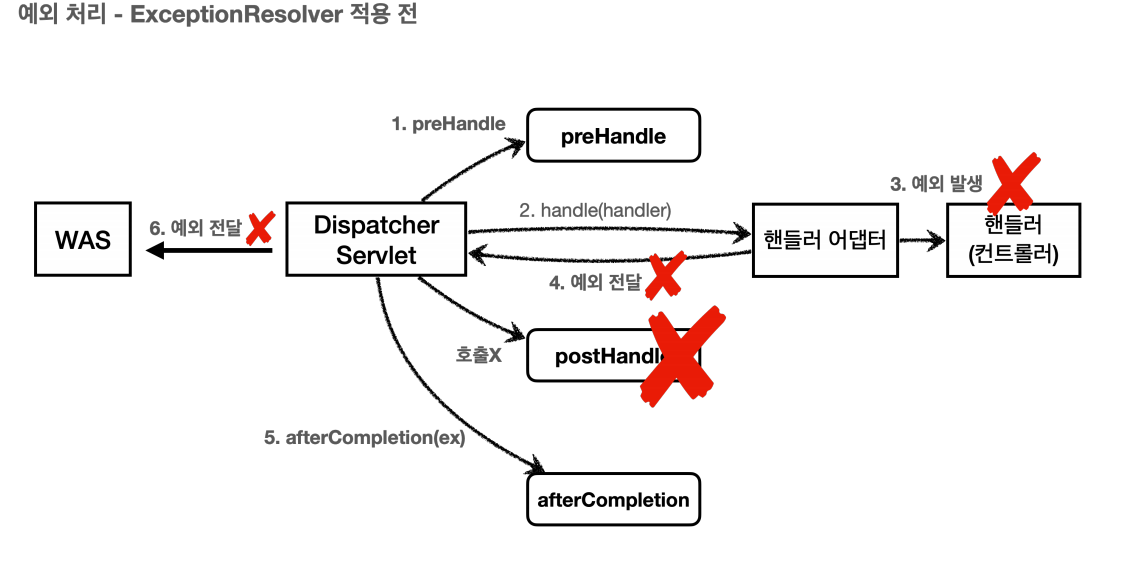 예외 처리 - ExceptionResolver 적용 전
1. preHandle
preHandle
3. 예외 발생
WAS
6. 예외 전달
Dispatcher
Servlet
2. handle(handler)
핸들러 어댑터
핸들러
(컨트롤러)
4. 예외 전달
호출X
postHandle
5. afterCompletion(ex)
afterCompletion